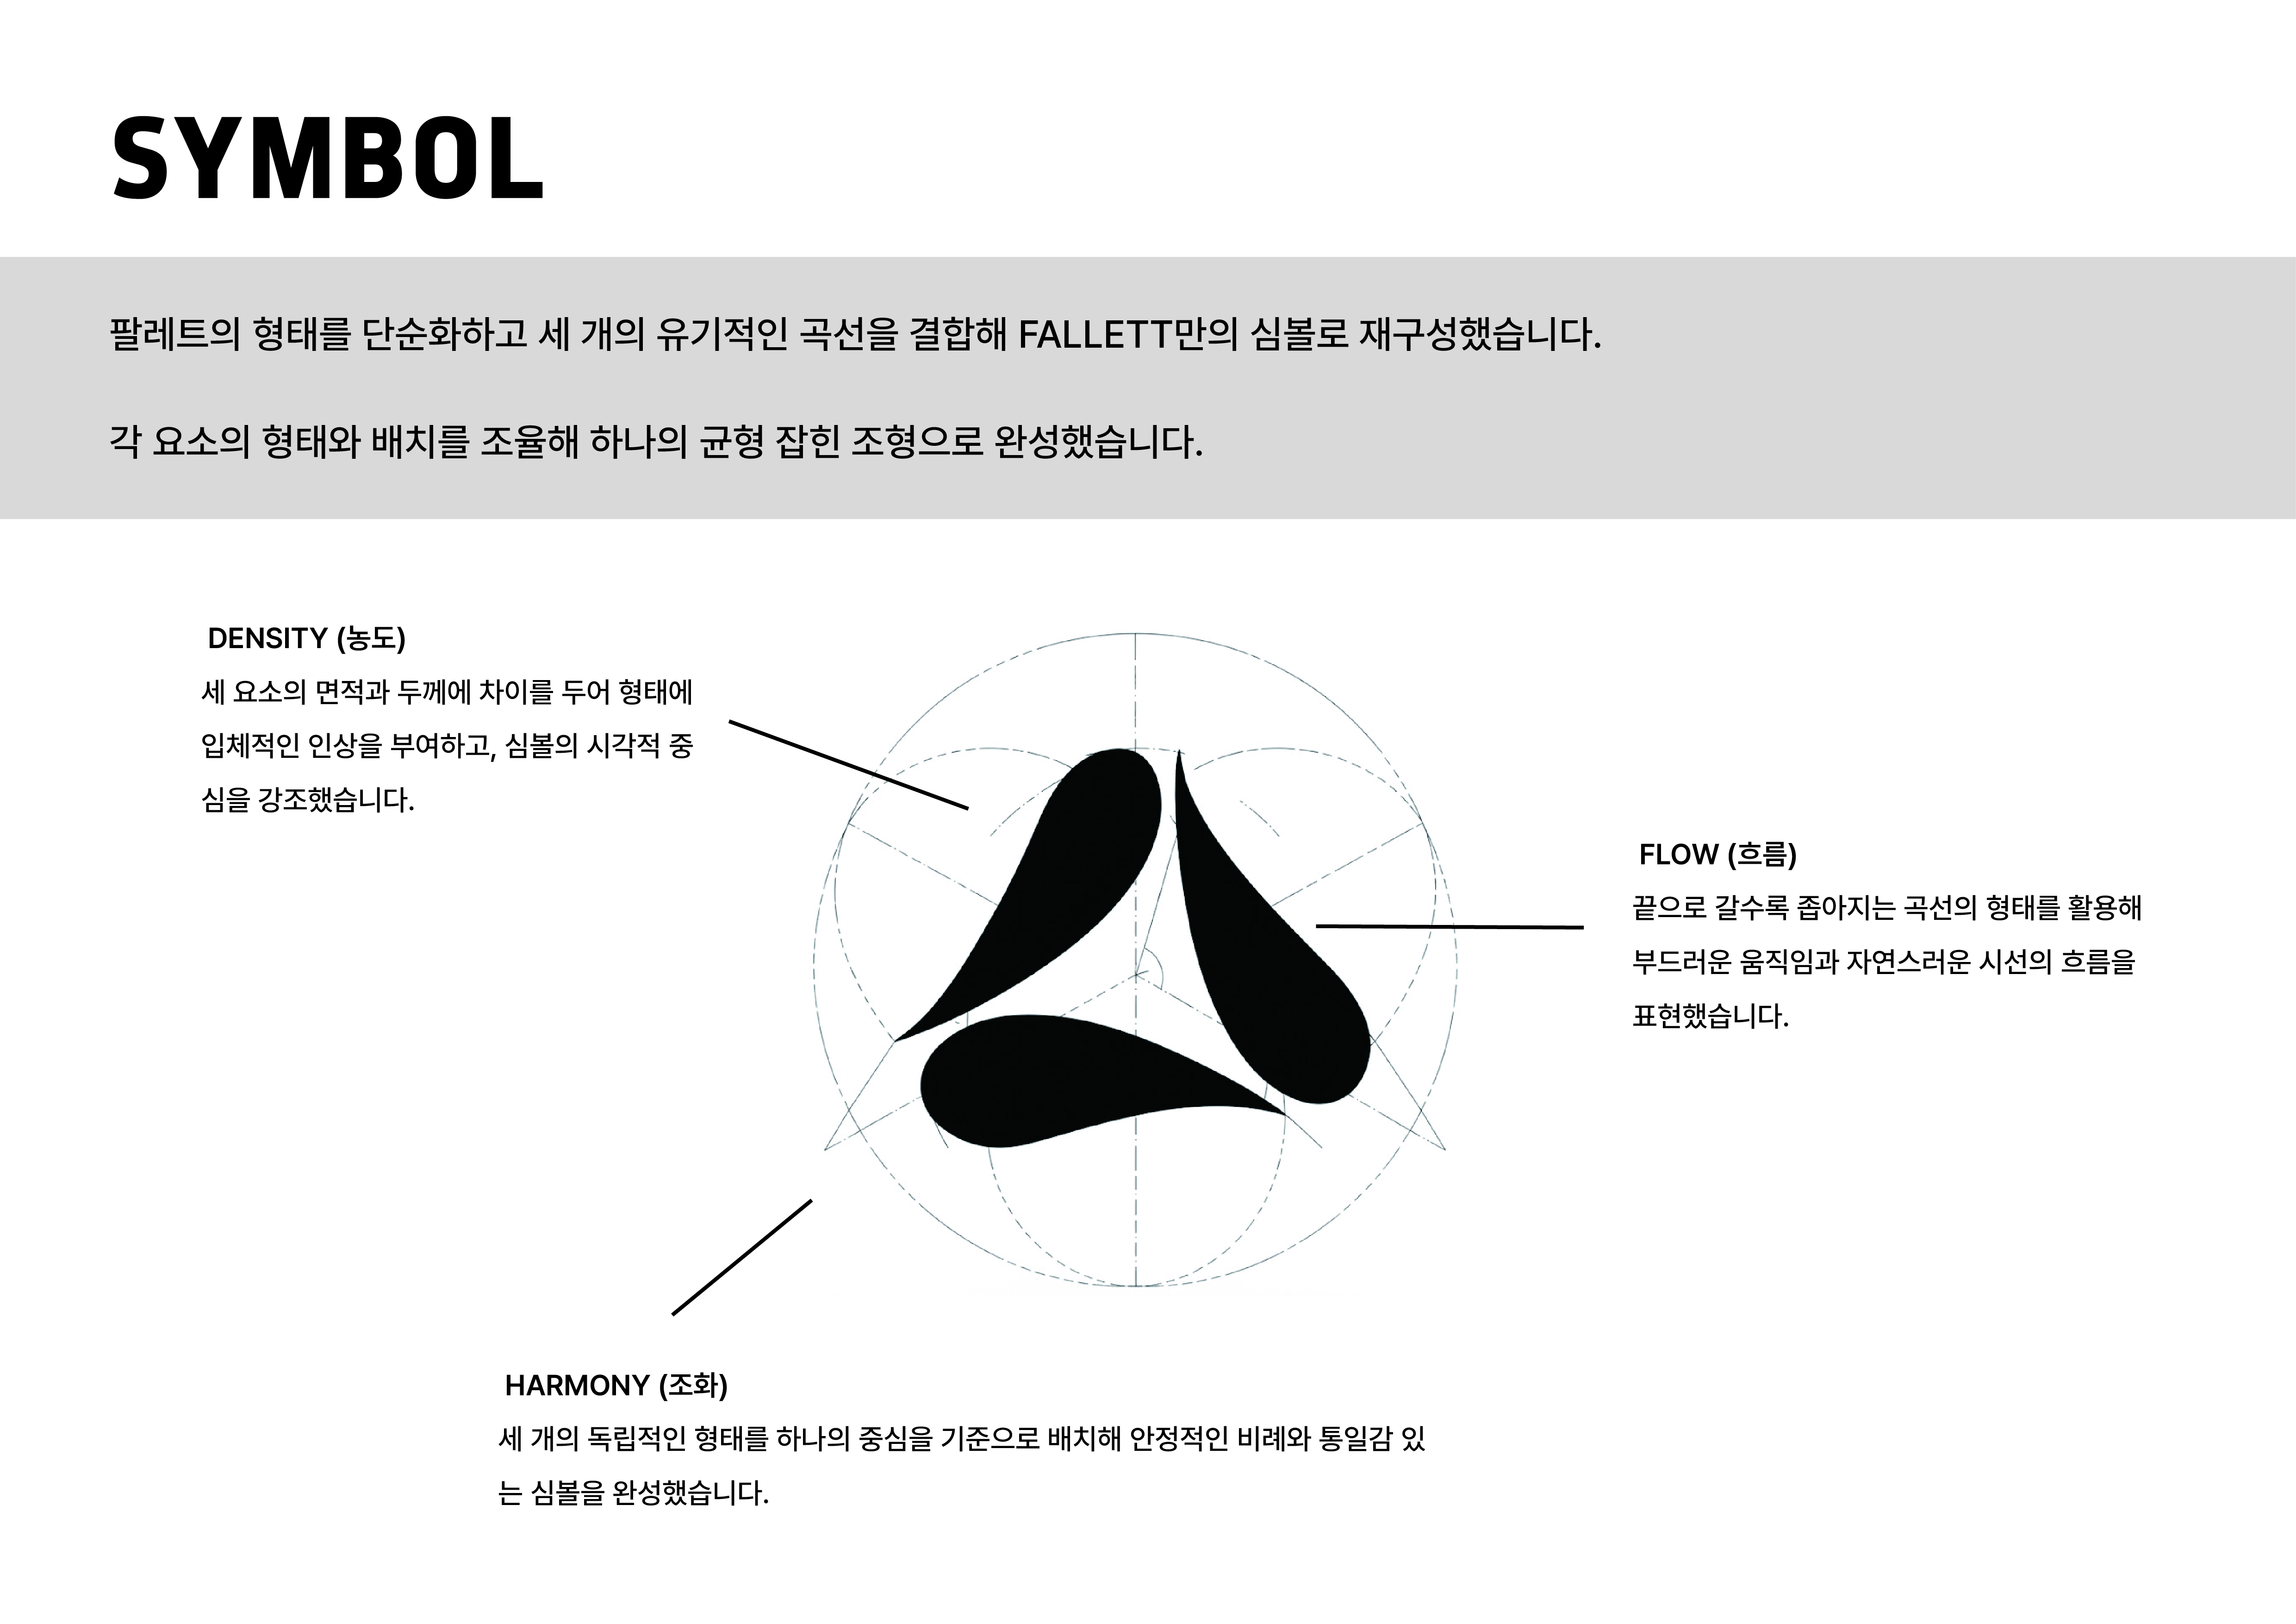 SYMBOL
팔레트의 형태를 단순화하고 세 개의 유기적인 곡선을 결합해 FALLETT만의 심볼로 재구성했습니다.
각 요소의 형태와 배치를 조율해 하나의 균형 잡힌 조형으로 완성했습니다.
DENSITY (농도)
세 요소의 면적과 두께에 차이를 두어 형태에
입체적인 인상을 부여하고, 심볼의 시각적 중
심을 강조했습니다.
FLOW (흐름)
끝으로 갈수록 좁아지는 곡선의 형태를 활용해
부드러운 움직임과 자연스러운 시선의 흐름을
표현했습니다.
HARMONY (조화)
세 개의 독립적인 형태를 하나의 중심을 기준으로 배치해 안정적인 비례와 통일감 있
는 심볼을 완성했습니다.